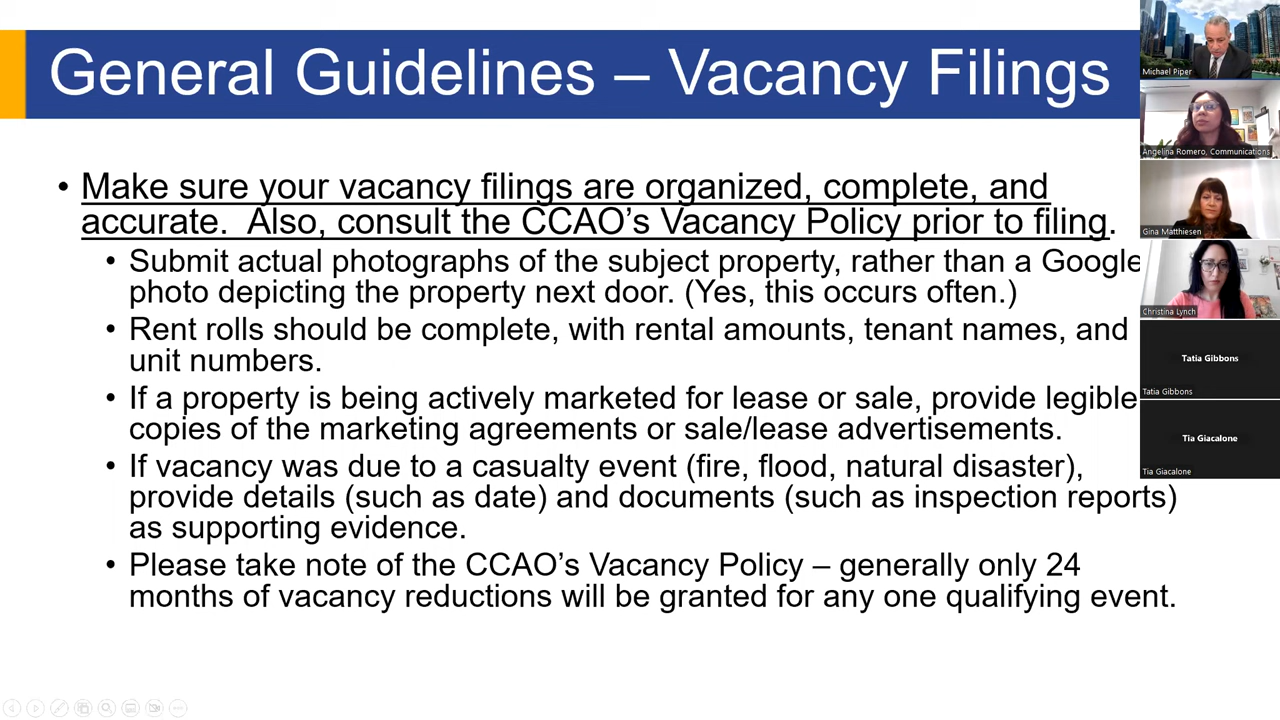 General Guidelines – Vacancy Filings
• Make sure your vacancy filings are organized, complete, and
accurate.  Also, consult the CCAO’s Vacancy Policy prior to filing.
• Submit actual photographs of the subject property, rather than a Google
photo depicting the property next door. (Yes, this occurs often.)
• Rent rolls should be complete, with rental amounts, tenant names, and
unit numbers.
• If a property is being actively marketed for lease or sale, provide legible
copies of the marketing agreements or sale/lease advertisements.
• If vacancy was due to a casualty event (fire, flood, natural disaster),
provide details (such as date) and documents (such as inspection reports)
as supporting evidence.
• Please take note of the CCAO’s Vacancy Policy – generally only 24
months of vacancy reductions will be granted for any one qualifying event.
Michael Piper
Angelina Romero, Communications
Gina Matthiesen
Christina Lynch
Tatia Gibbons
Tatia Gibbons
Tia Giacalone
Tia Giacalone